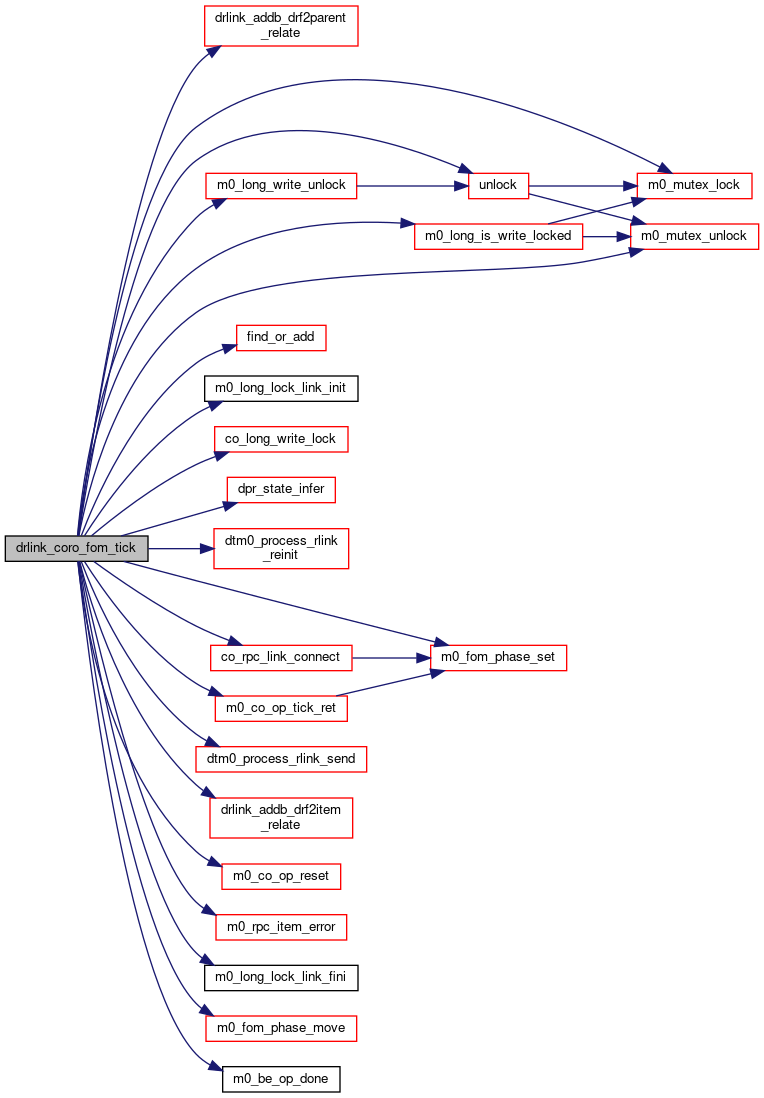 drlink_addb_drf2parent
_relate
m0_long_write_unlock
unlock
m0_mutex_lock
m0_long_is_write_locked
m0_mutex_unlock
find_or_add
m0_long_lock_link_init
co_long_write_lock
dpr_state_infer
drlink_coro_fom_tick
dtm0_process_rlink
_reinit
co_rpc_link_connect
m0_fom_phase_set
m0_co_op_tick_ret
dtm0_process_rlink_send
drlink_addb_drf2item
_relate
m0_co_op_reset
m0_rpc_item_error
m0_long_lock_link_fini
m0_fom_phase_move
m0_be_op_done